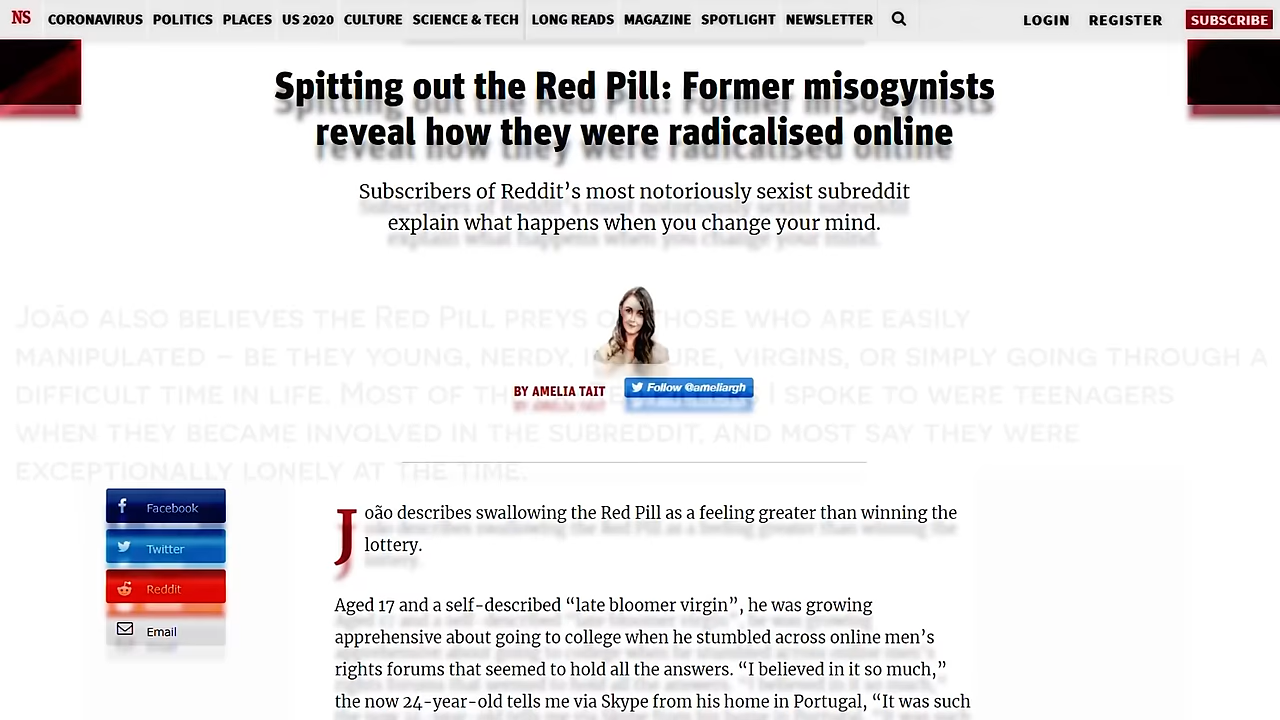 NS CORONAVIRUS POLITICS PLACES US 2020 CULTURE SCIENCE & TECH LONG READS MAGAZINE SPOTLIGHT NEWSLETTER LOGIN REGISTER SUBSCRIBE
Spitting out the Red Pill: Former misogynists
reveal how they were radicalised online
Subscribers of Reddit’s most notoriously sexist subreddit
explain what happens when you change your mind.
BY AMELIA TAIT Follow @ameliargh
João also believes the Red Pill preys those who are easily
manipulated – be they young, nerdy, virgins, or simply going through a
difficult time in life. Most of I spoke to were teenagers
when they became involved in the subreddit, and most say they were
exceptionally lonely at the time.
Facebook
Twitter
Reddit
Email
João describes swallowing the Red Pill as a feeling greater than winning the
lottery.
Aged 17 and a self-described “late bloomer virgin”, he was growing
apprehensive about going to college when he stumbled across online men’s
rights forums that seemed to hold all the answers. “I believed in it so much,”
the now 24-year-old tells me via Skype from his home in Portugal, “It was such